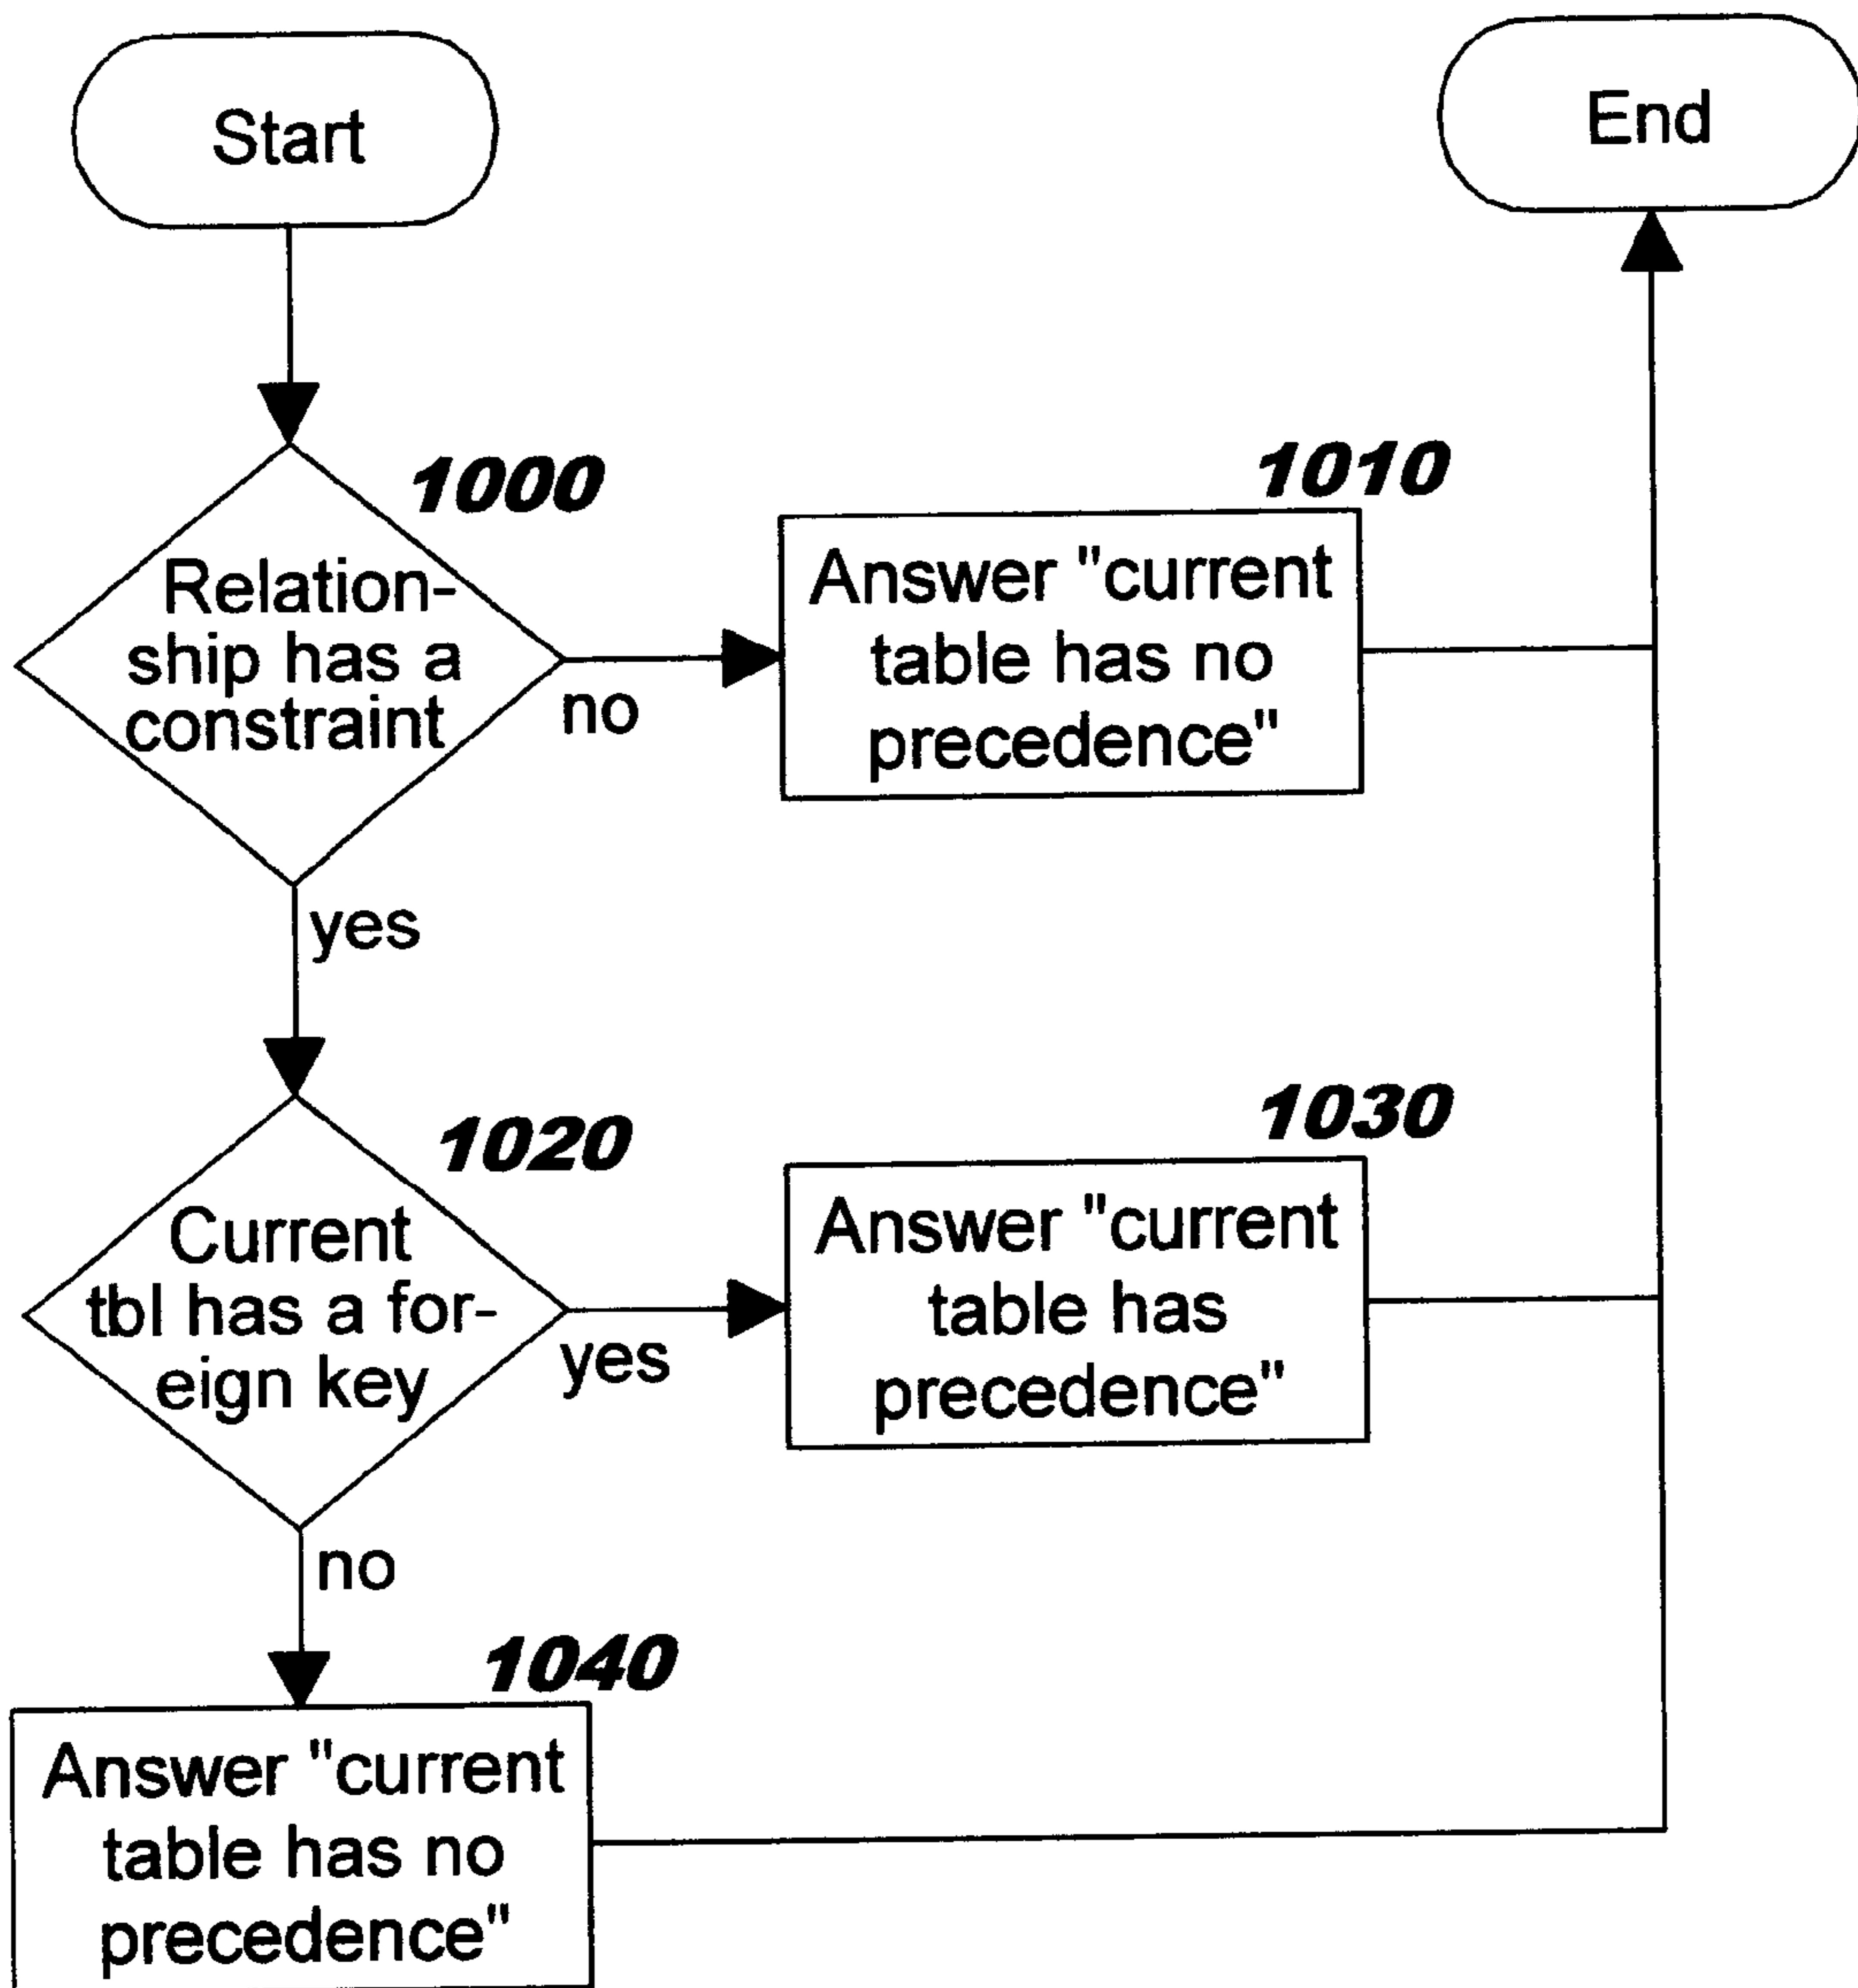 Start
End
1000
Relation-
ship has a
constraint
no
1010
Answer "current
table has no
precedence"
yes
1020
Current
tbl has a for-
eign key
yes
1030
Answer "current
table has
precedence"
no
1040
Answer "current
table has no
precedence"